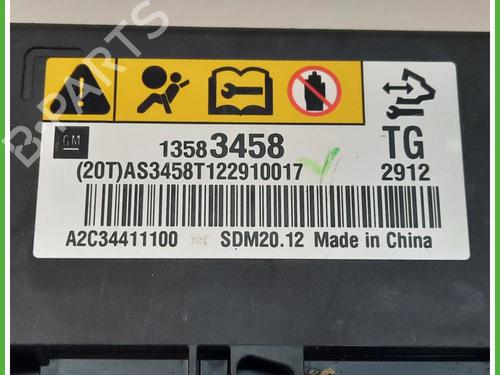 GM
13583458
TG
(20T)AS3458T122910017
2912
A2C34411100
SDM20.12 Made in China
B-PARTS